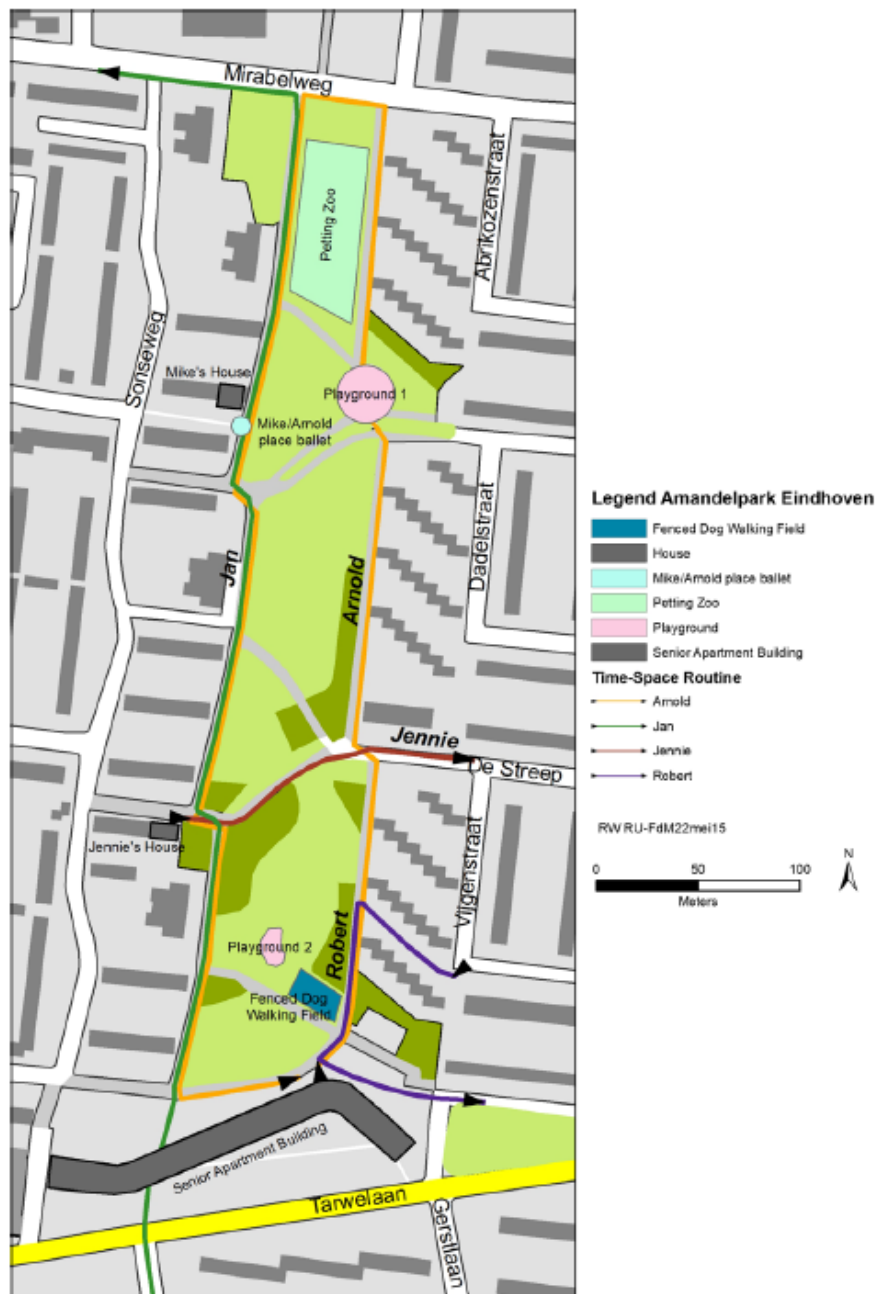 Mirabelweg
Abrikozenstraat
Petting Zoo
Sonseweg
Mike's House
Playground 1
Mike/Arnold
place ballet
Dadelstraat
Jan
Arnold
Jennie
De Streep
Jennie's House
Vijgenstraat
Robert
Playground 2
Fenced Dog
Walking Field
Senior Apartment Building
Tarwelaan
Gerstlaan
Legend Amandelpark Eindhoven
Fenced Dog Walking Field
House
Mike/Arnold place ballet
Petting Zoo
Playground
Senior Apartment Building
Time-Space Routine
Arnold
Jan
Jennie
Robert
RW RU-FdM22mei15
0 50 100
Meters
N